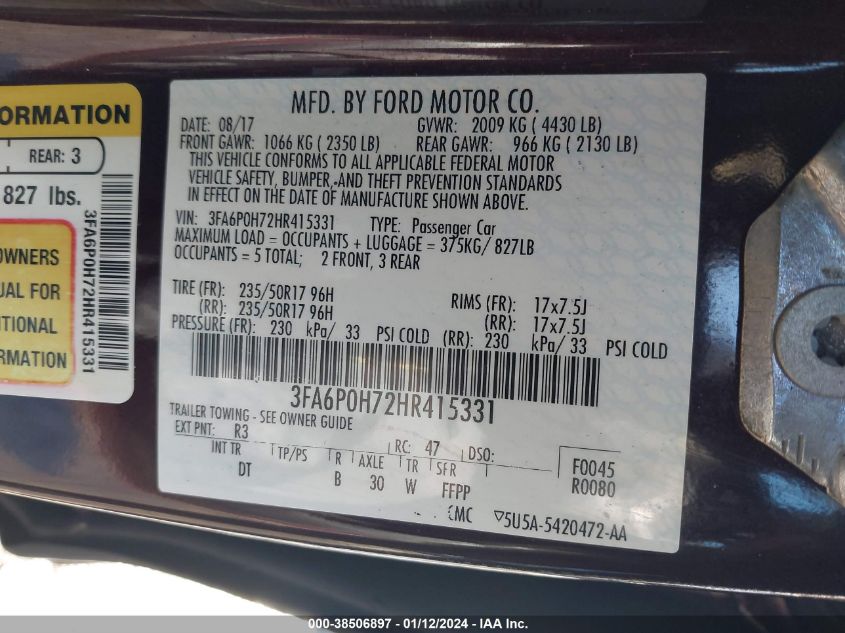 ORMATION
REAR: 3
827 lbs.
3FA6P0H72HR415331
OWNERS
UAL FOR
ITIONAL
RMATION
MFD. BY FORD MOTOR CO.
DATE: 08/17 GVWR: 2009 KG ( 4430 LB)
FRONT GAWR: 1066 KG ( 2350 LB) REAR GAWR: 966 KG ( 2130 LB)
THIS VEHICLE CONFORMS TO ALL APPLICABLE FEDERAL MOTOR
VEHICLE SAFETY, BUMPER, AND THEFT PREVENTION STANDARDS
IN EFFECT ON THE DATE OF MANUFACTURE SHOWN ABOVE.
VIN: 3FA6P0H72HR415331 TYPE: Passenger Car
MAXIMUM LOAD = OCCUPANTS + LUGGAGE = 375KG/ 827LB
OCCUPANTS = 5 TOTAL; 2 FRONT, 3 REAR
TIRE (FR): 235/50R17 96H RIMS (FR): 17x7.5J
(RR): 235/50R17 96H (RR): 17x7.5J
PRESSURE (FR): 230 kPa/ 33 PSI COLD (RR): 230 kPa/ 33 PSI COLD
3FA6P0H72HR415331
TRAILER TOWING - SEE OWNER GUIDE
EXT PNT: R3 RC: 47 DSO:
INT TR TP/PS R AXLE TR SFR F0045
DT B 30 W FFPP R0080
CMC 5U5A-5420472-AA
000-38506897 - 01/12/2024 - IAA Inc.